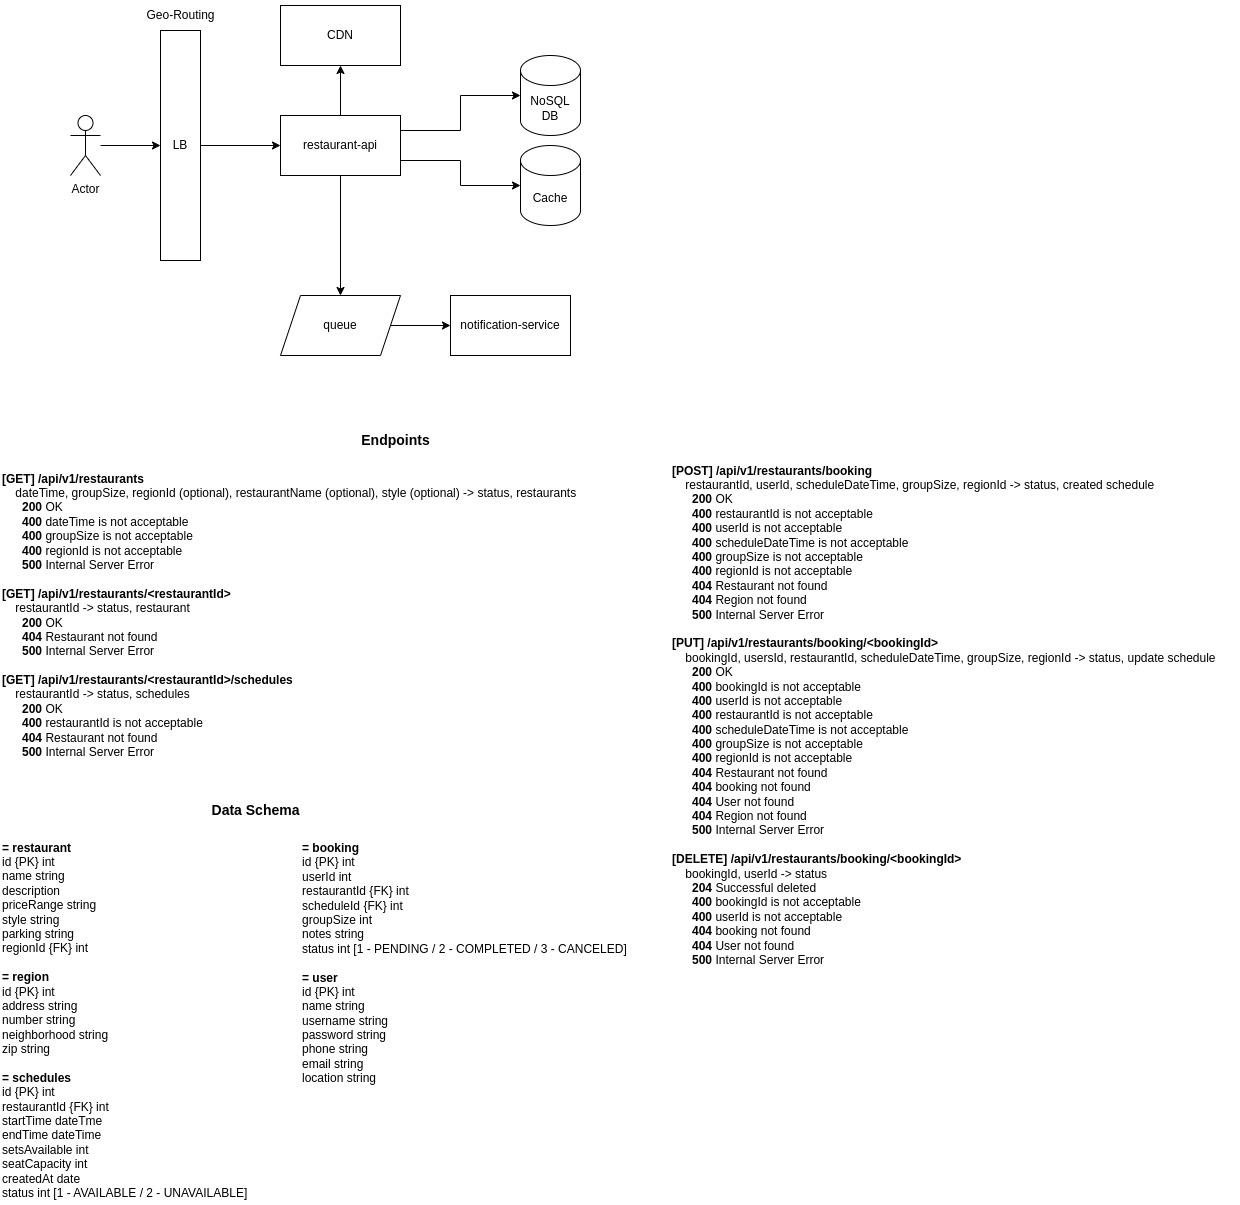 Geo-Routing
CDN
NoSQL
DB
LB
restaurant-api
Actor
Cache
queue
notification-service
Endpoints
[GET] /api/v1/restaurants
dateTime, groupSize, regionId (optional), restaurantName (optional), style (optional) -> status, restaurants
200 OK
400 dateTime is not acceptable
400 groupSize is not acceptable
400 regionId is not acceptable
500 Internal Server Error
[GET] /api/v1/restaurants/<restaurantId>
restaurantId -> status, restaurant
200 OK
404 Restaurant not found
500 Internal Server Error
[GET] /api/v1/restaurants/<restaurantId>/schedules
restaurantId -> status, schedules
200 OK
400 restaurantId is not acceptable
404 Restaurant not found
500 Internal Server Error
[POST] /api/v1/restaurants/booking
restaurantId, userId, scheduleDateTime, groupSize, regionId -> status, created schedule
200 OK
400 restaurantId is not acceptable
400 userId is not acceptable
400 scheduleDateTime is not acceptable
400 groupSize is not acceptable
400 regionId is not acceptable
404 Restaurant not found
404 Region not found
500 Internal Server Error
[PUT] /api/v1/restaurants/booking/<bookingId>
bookingId, usersId, restaurantId, scheduleDateTime, groupSize, regionId -> status, update schedule
200 OK
400 bookingId is not acceptable
400 userId is not acceptable
400 restaurantId is not acceptable
400 scheduleDateTime is not acceptable
400 groupSize is not acceptable
400 regionId is not acceptable
404 Restaurant not found
404 booking not found
404 User not found
404 Region not found
500 Internal Server Error
[DELETE] /api/v1/restaurants/booking/<bookingId>
bookingId, userId -> status
204 Successful deleted
400 bookingId is not acceptable
400 userId is not acceptable
404 booking not found
404 User not found
500 Internal Server Error
Data Schema
= restaurant
id {PK} int
name string
description
priceRange string
style string
parking string
regionId {FK} int
= region
id {PK} int
address string
number string
neighborhood string
zip string
= schedules
id {PK} int
restaurantId {FK} int
startTime dateTme
endTime dateTime
setsAvailable int
seatCapacity int
createdAt date
status int [1 - AVAILABLE / 2 - UNAVAILABLE]
= booking
id {PK} int
userId int
restaurantId {FK} int
scheduleId {FK} int
groupSize int
notes string
status int [1 - PENDING / 2 - COMPLETED / 3 - CANCELED]
= user
id {PK} int
name string
username string
password string
phone string
email string
location string